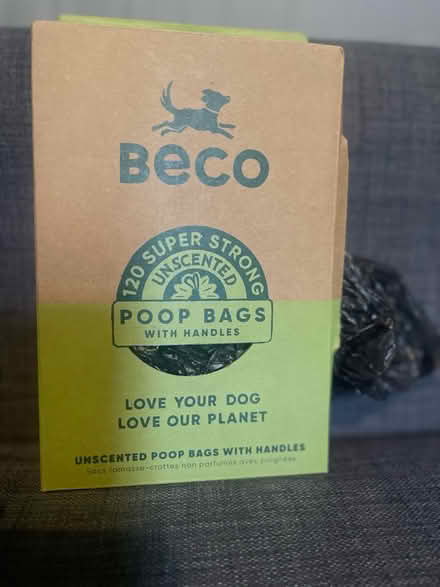 Beco
120 SUPER STRONG
UNSCENTED
POOP BAGS
WITH HANDLES
LOVE YOUR DOG
LOVE OUR PLANET
UNSCENTED POOP BAGS WITH HANDLES
Sacs ramasse-crottes non parfumés avec poignées